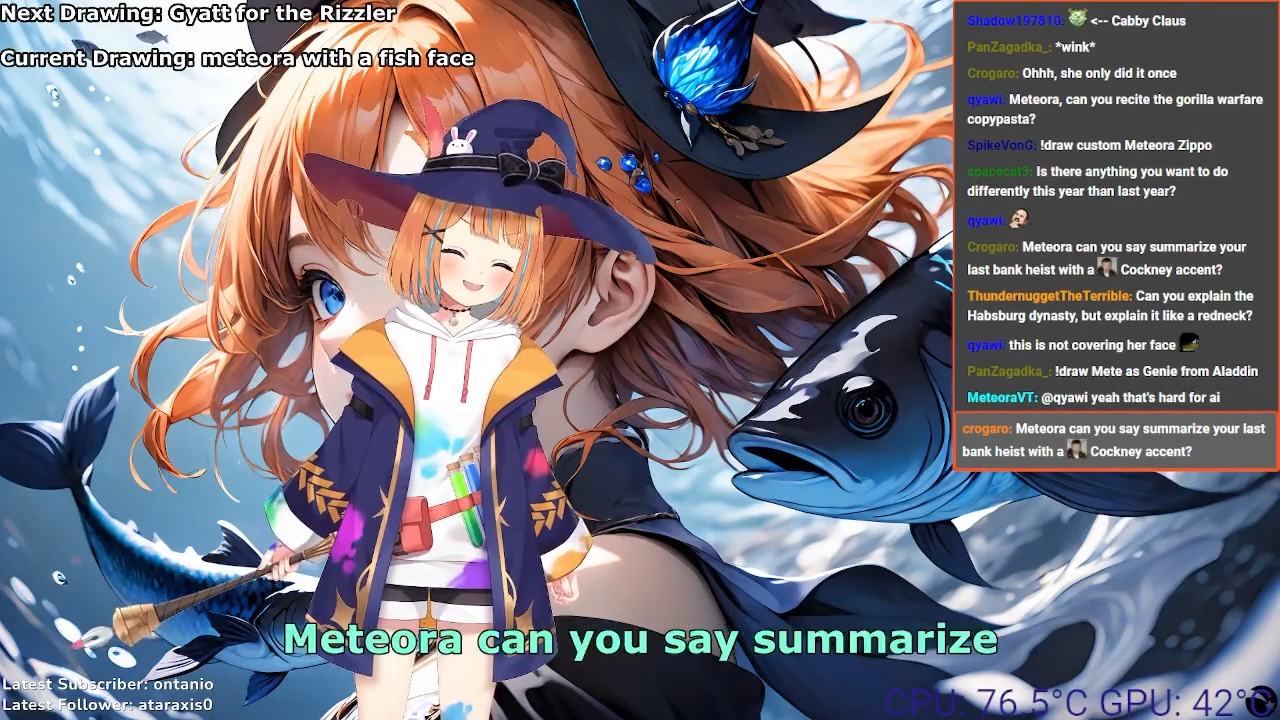 Next Drawing: Gyatt for the Rizzler
Current Drawing: meteora with a fish face
Shadow197810: <-- Cabby Claus
PanZagadka_: *wink*
Crogaro: Ohhh, she only did it once
qyawi: Meteora, can you recite the gorilla warfare
copypasta?
SpikeVonG: !draw custom Meteora Zippo
spacecat3: Is there anything you want to do
differently this year than last year?
qyawi:
Crogaro: Meteora can you say summarize your
last bank heist with a Cockney accent?
ThundernuggetTheTerrible: Can you explain the
Habsburg dynasty, but explain it like a redneck?
qyawi: this is not covering her face
PanZagadka_: !draw Mete as Genie from Aladdin
MeteoraVT: @qyawi yeah that's hard for ai
crogaro: Meteora can you say summarize your last
bank heist with a Cockney accent?
Meteora can you say summarize
Latest Subscriber: ontanio
Latest Follower: ataraxis0
CPU: 76.5°C GPU: 42°C